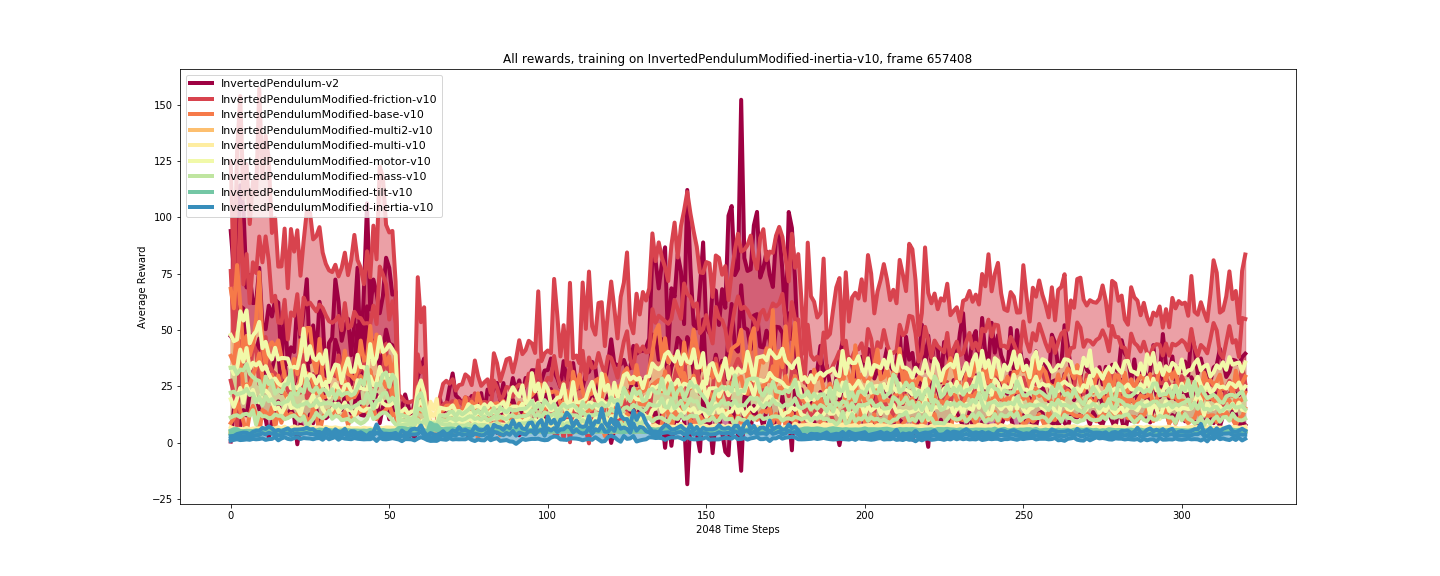 All rewards, training on InvertedPendulumModified-inertia-v10, frame 657408
InvertedPendulum-v2
InvertedPendulumModified-friction-v10
InvertedPendulumModified-base-v10
InvertedPendulumModified-multi2-v10
InvertedPendulumModified-multi-v10
InvertedPendulumModified-motor-v10
InvertedPendulumModified-mass-v10
InvertedPendulumModified-tilt-v10
InvertedPendulumModified-inertia-v10
Average Reward
150
125
100
75
50
25
0
−25
0 50 100 150 200 250 300
2048 Time Steps